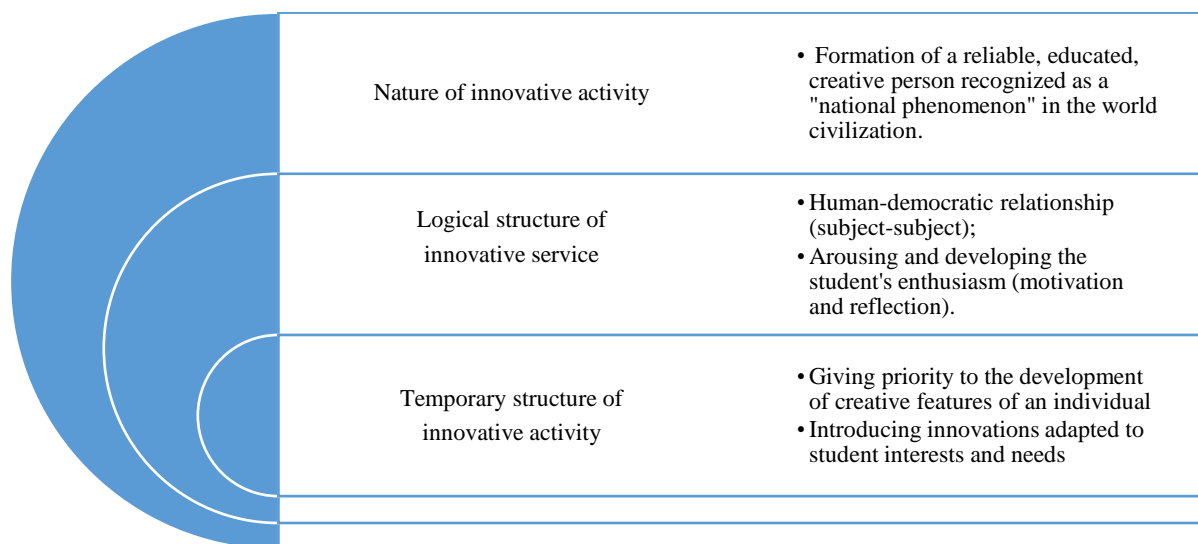 Nature of innovative activity
• Formation of a reliable, educated,
creative person recognized as a
"national phenomenon" in the world
civilization.
Logical structure of
innovative service
• Human-democratic relationship
(subject-subject);
• Arousing and developing the
student's enthusiasm (motivation
and reflection).
Temporary structure of
innovative activity
• Giving priority to the development
of creative features of an individual
• Introducing innovations adapted to
student interests and needs